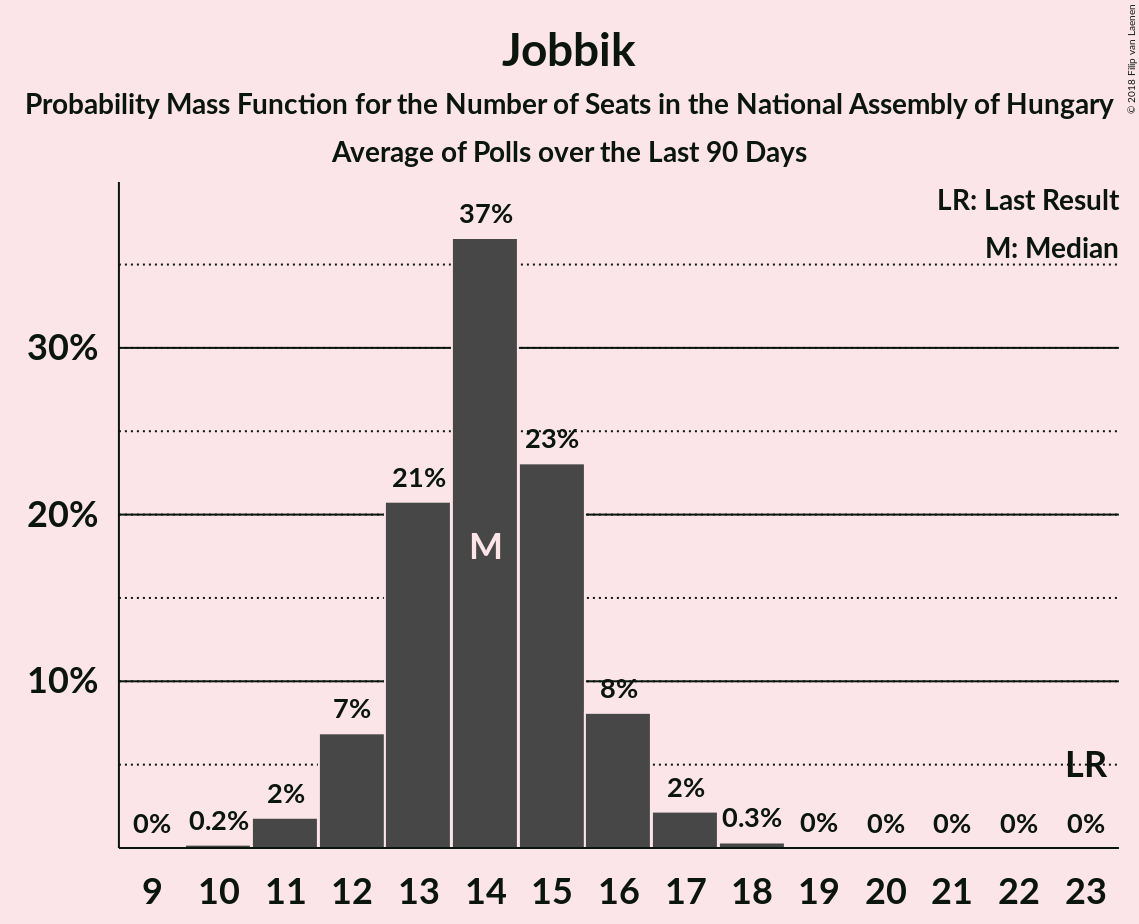 Jobbik
Probability Mass Function for the Number of Seats in the National Assembly of Hungary
Average of Polls over the Last 90 Days
© 2018 Filip van Laenen
LR: Last Result
M: Median
37%
30%
23%
21%
20%
M
10%
8%
7%
LR
2%
2%
0%
0.2%
0.3%
0%
0%
0%
0%
0%
9 10 11 12 13 14 15 16 17 18 19 20 21 22 23